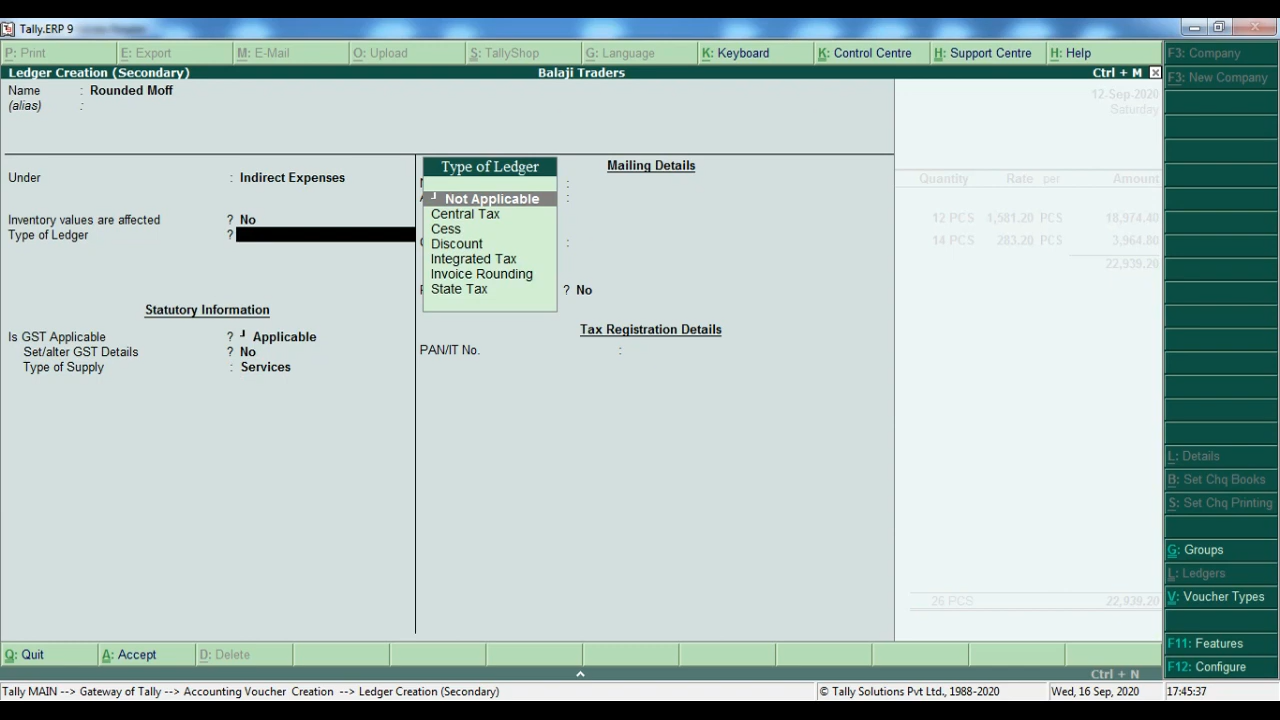 Tally.ERP 9
P: Print E: Export M: E-Mail O: Upload S: TallyShop G: Language K: Keyboard K: Control Centre H: Support Centre H: Help
F3: Company
Ledger Creation (Secondary) Balaji Traders Ctrl + M
F3: New Company
Name : Rounded Moff
(alias) :
12-Sep-2020
Saturday
Type of Ledger
Mailing Details
Under : Indirect Expenses
:
Quantity Rate per Amount
Not Applicable
:
Central Tax
Inventory values are affected ? No
12 PCS 1,581.20 PCS 18,974.40
Cess
Type of Ledger ?
Discount
:
14 PCS 283.20 PCS 3,964.80
Integrated Tax
22,939.20
Invoice Rounding
State Tax
? No
Statutory Information
Tax Registration Details
Is GST Applicable ? Applicable
Set/alter GST Details ? No
PAN/IT No. :
Type of Supply : Services
L: Details
B: Set Chq Books
S: Set Chq Printing
G: Groups
L: Ledgers
V: Voucher Types
26 PCS 22,939.20
F11: Features
Q: Quit A: Accept D: Delete
F12: Configure
Ctrl + N
Tally MAIN --> Gateway of Tally --> Accounting Voucher Creation --> Ledger Creation (Secondary) © Tally Solutions Pvt Ltd., 1988-2020 Wed, 16 Sep, 2020 17:45:37